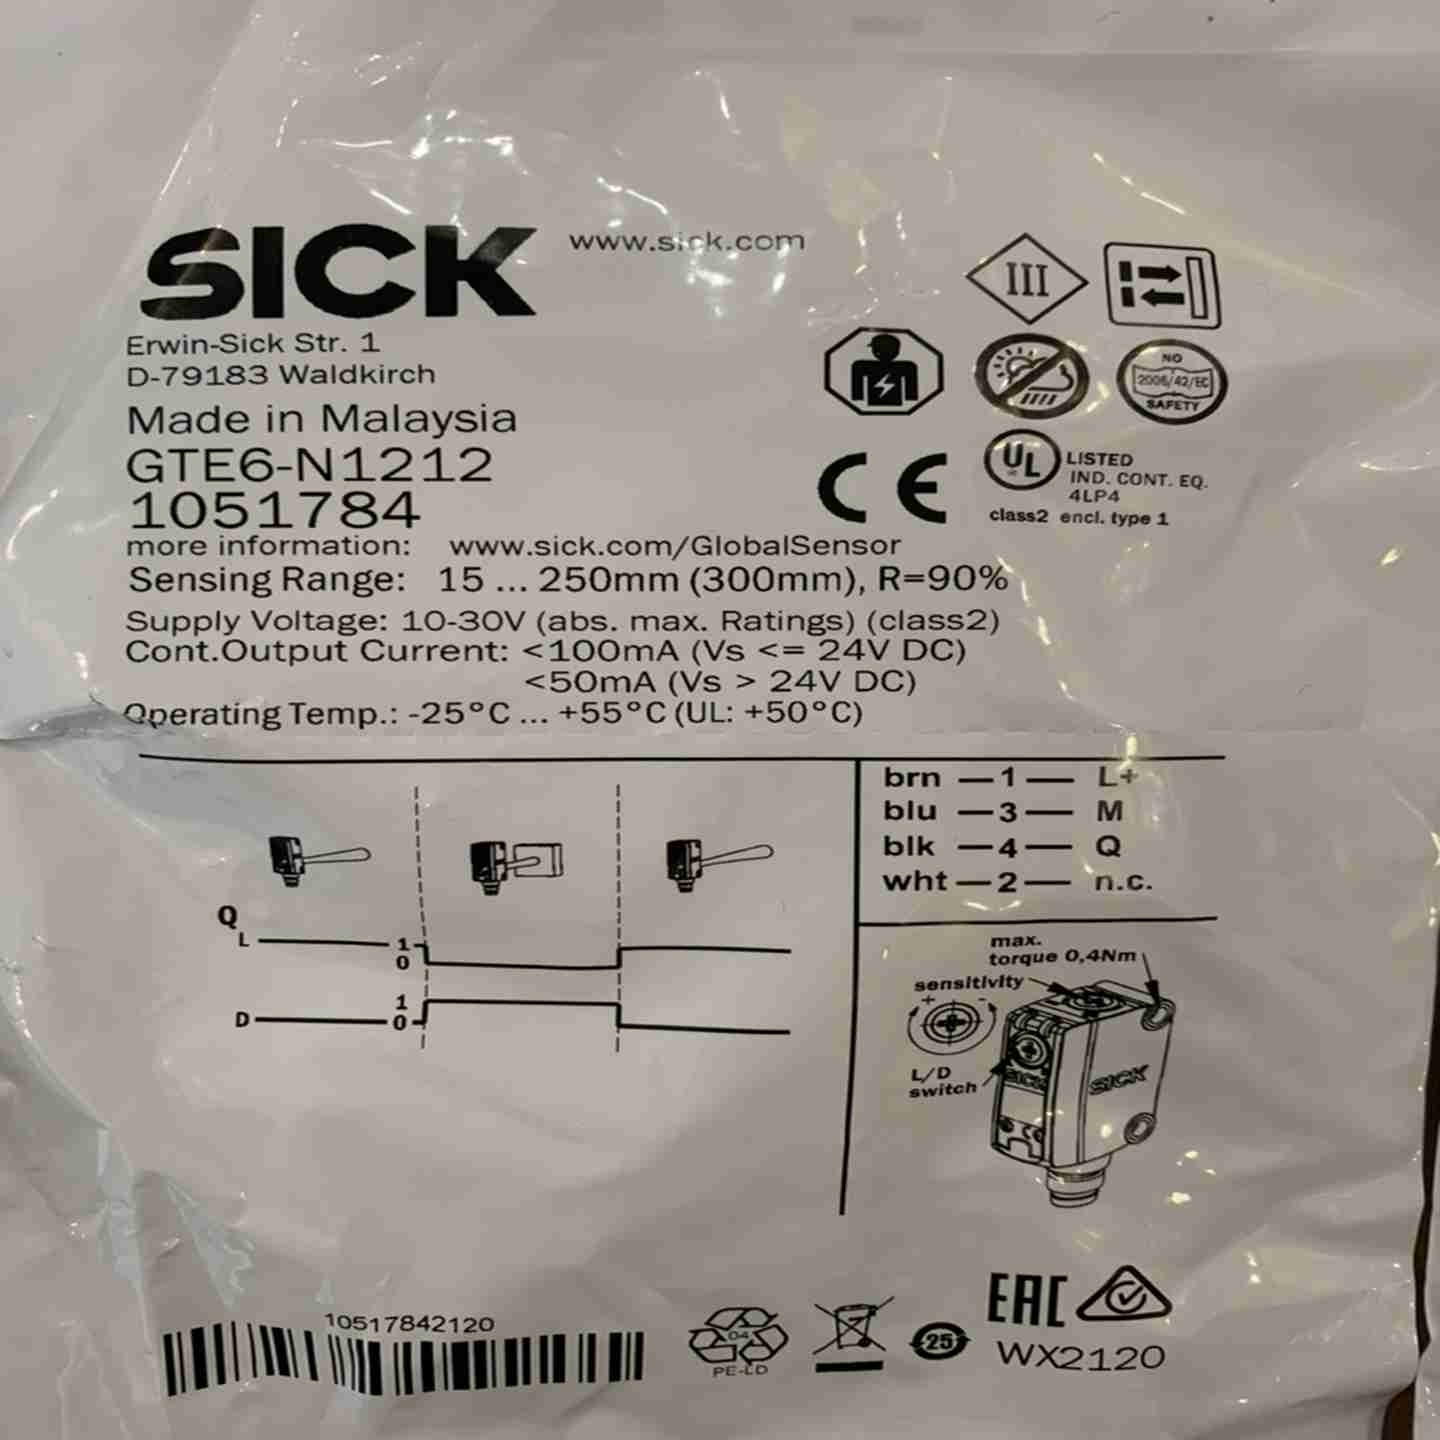 SICK
www.sick.com
Erwin-Sick Str. 1
D-79183 Waldkirch
Made in Malaysia
GTE6-N1212
1051784
III
NO
2006/42/EC
SAFETY
CE
UL
LISTED
IND. CONT. EQ.
4LP4
class2 encl. type 1
more information: www.sick.com/GlobalSensor
Sensing Range: 15 ... 250mm (300mm), R=90%
Supply Voltage: 10-30V (abs. max. Ratings) (class2)
Cont.Output Current: <100mA (Vs <= 24V DC)
<50mA (Vs > 24V DC)
Operating Temp.: -25°C ... +55°C (UL: +50°C)
Q
L
1
0
D
1
0
brn —1— L+
blu —3— M
blk —4— Q
wht —2— n.c.
max.
torque 0,4Nm
sensitivity
+ -
L/D
switch
SICK
SICK
CE
10517842120
04
PE-LD
25
EAC
WX2120